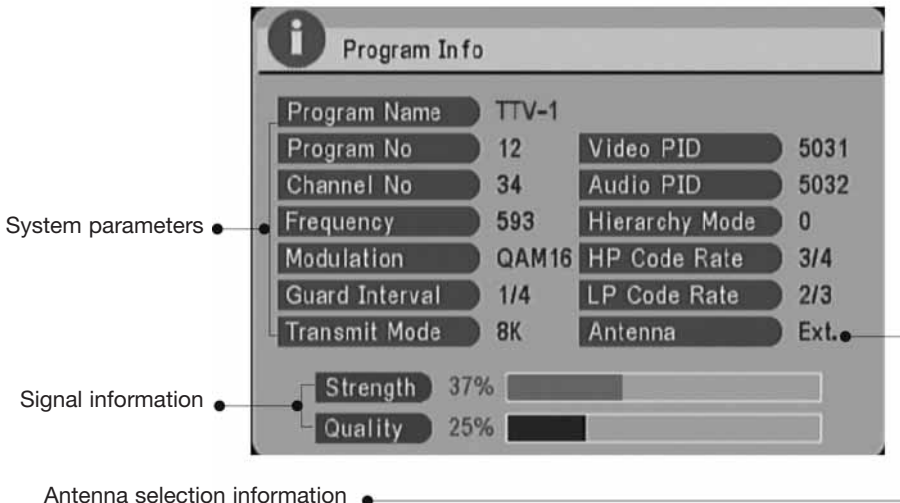 i Program Info
Program Name TTV-1
Program No 12 Video PID 5031
Channel No 34 Audio PID 5032
System parameters Frequency 593 Hierarchy Mode 0
Modulation QAM16 HP Code Rate 3/4
Guard Interval 1/4 LP Code Rate 2/3
Transmit Mode 8K Antenna Ext.
Signal information Strength 37%
Quality 25%
Antenna selection information